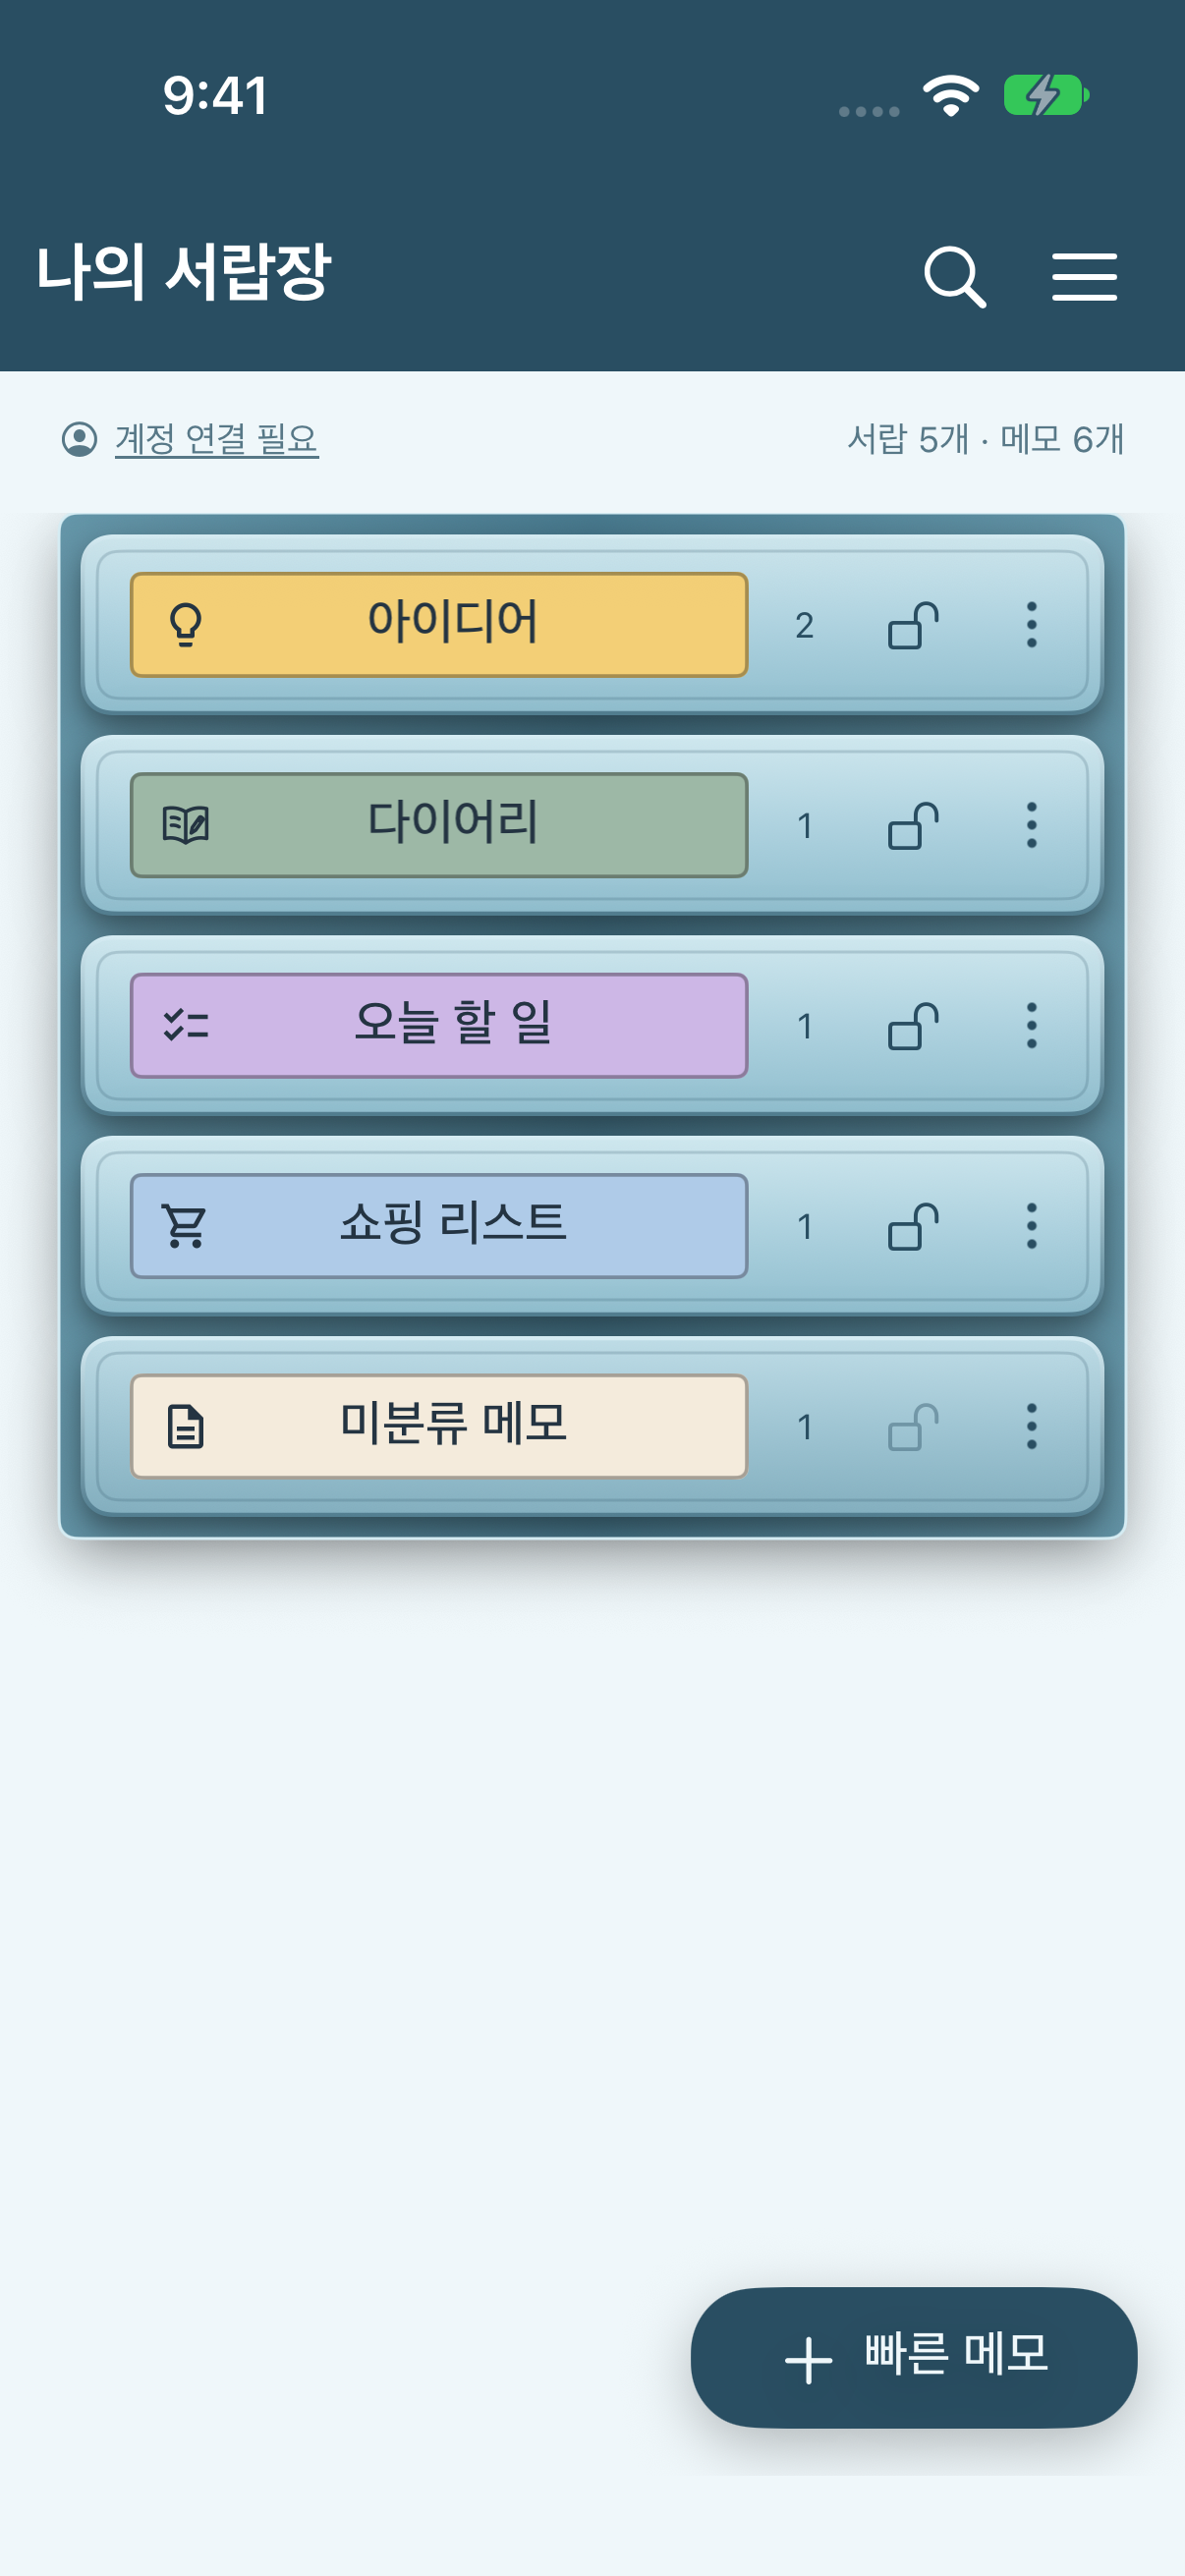 9:41
나의 서랍장
계정 연결 필요
서랍 5개 · 메모 6개
아이디어 2
다이어리 1
오늘 할 일 1
쇼핑 리스트 1
미분류 메모 1
빠른 메모